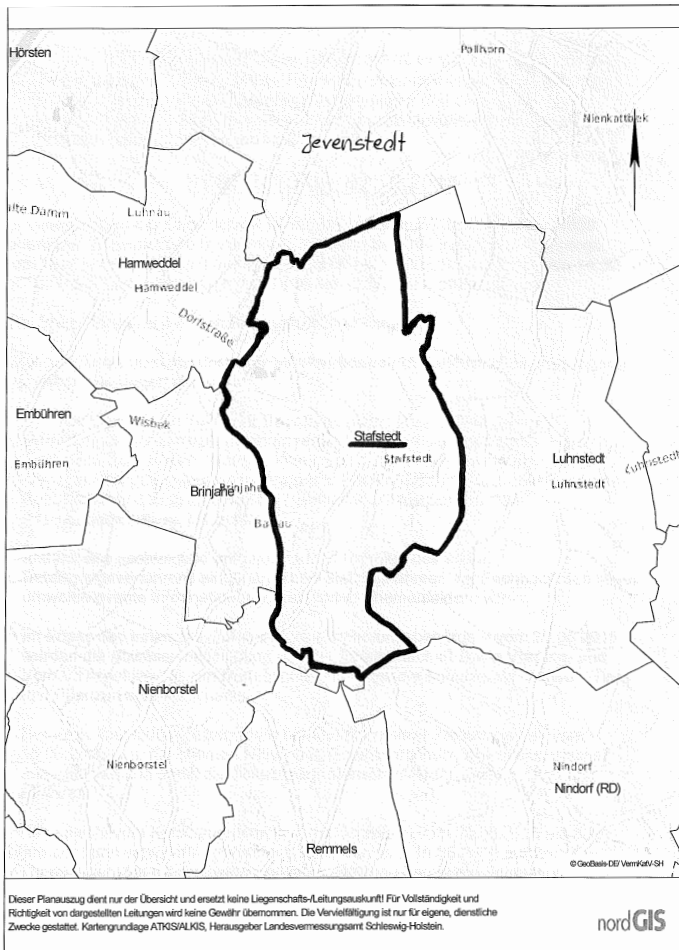 Hörsten
Pollhorn
Nienkattbek
Jevenstedt
Luhnau
Hamweddel
Hamweddel
Dorfstraße
Embühren
Wisbek
Stafstedt
Stafstedt
Embühren
Luhnstedt
Luhnstedt
Luhnstedt
Brinjahe
Brinjahe
Nienborstel
Nienborstel
Nindorf
Nindorf (RD)
Remmels
© GeoBasis-DE/ VermKatV-SH
Dieser Planauszug dient nur der Übersicht und ersetzt keine Liegenschafts-/Leitungsauskunft! Für Vollständigkeit und
Richtigkeit von dargestellten Leitungen wird keine Gewähr übernommen. Die Vervielfältigung ist nur für eigene, dienstliche
Zwecke gestattet. Kartengrundlage ATKIS/ALKIS, Herausgeber Landesvermessungsamt Schleswig-Holstein.
nordGIS